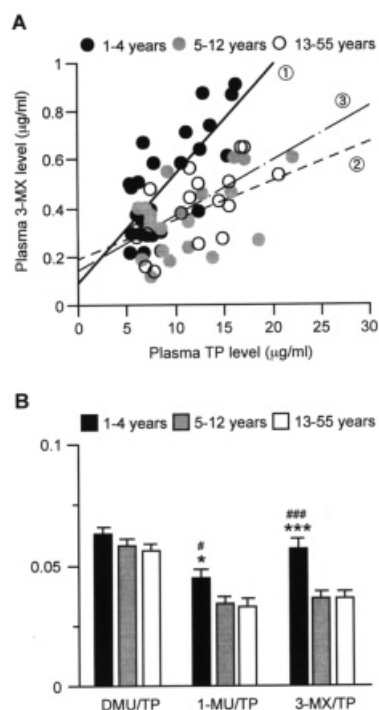 A
1-4 years 5-12 years 13-55 years
Plasma 3-MX level (µg/ml)
1
0.8
0.6
0.4
0.2
0
① ③ ②
0 5 10 15 20 25 30
Plasma TP level (µg/ml)
B
1-4 years 5-12 years 13-55 years
0.1
0.05
0
# ###
* ***
DMU/TP 1-MU/TP 3-MX/TP